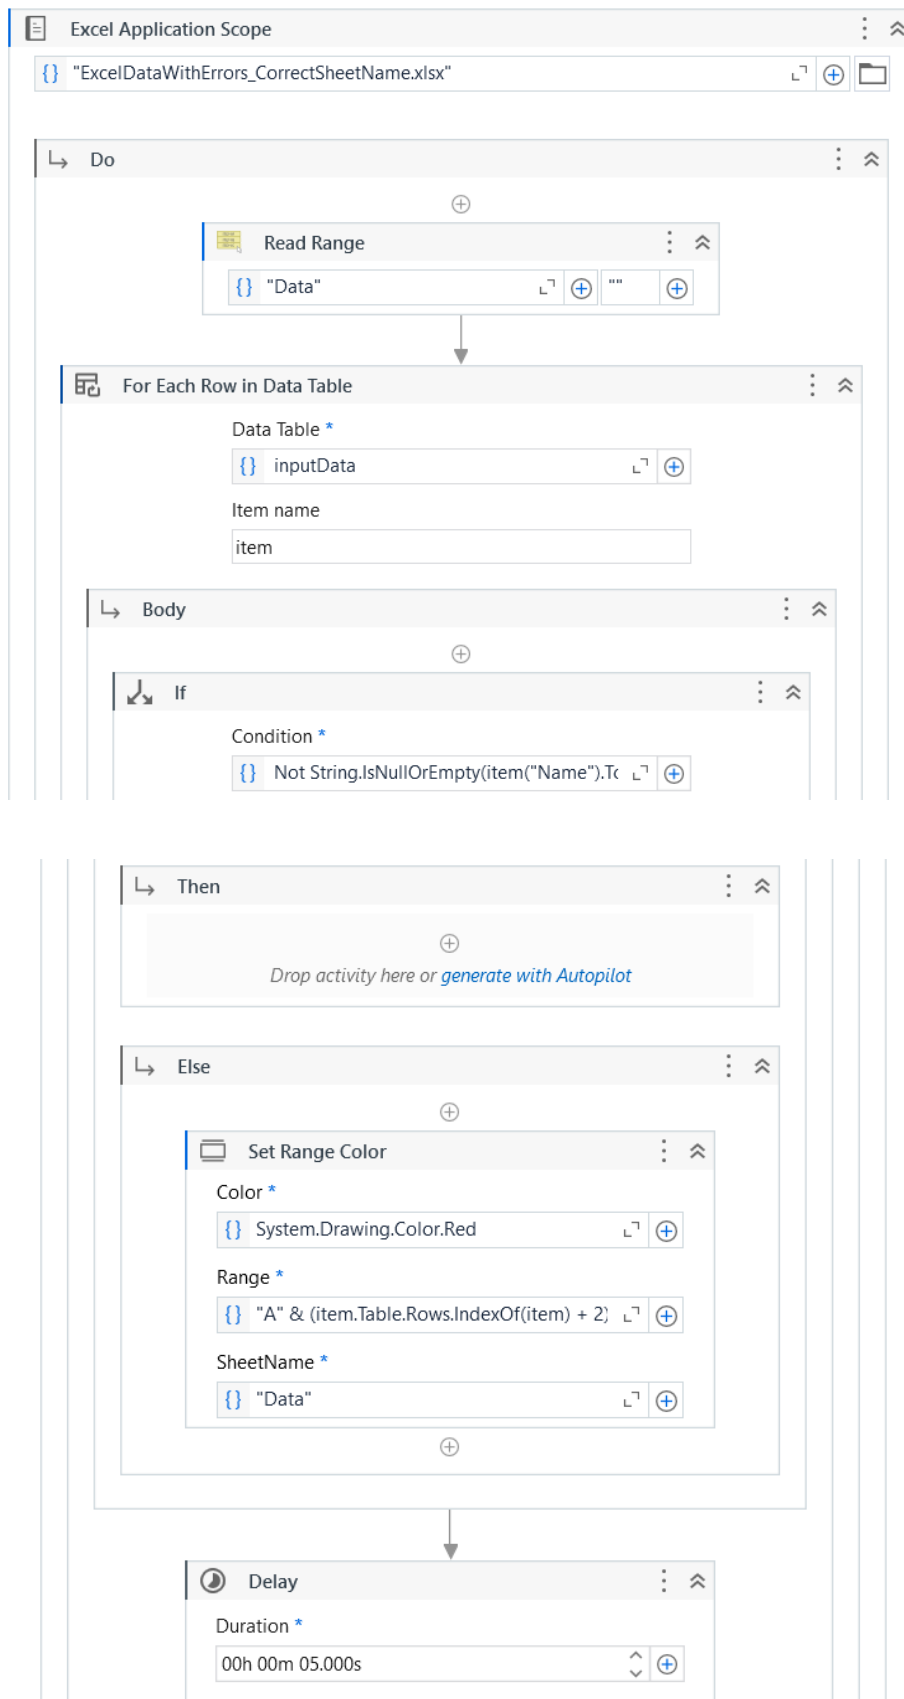 Excel Application Scope
{} "ExcelDataWithErrors_CorrectSheetName.xlsx"
Do
Read Range
{} "Data" ""
For Each Row in Data Table
Data Table *
{} inputData
Item name
item
Body
If
Condition *
{} Not String.IsNullOrEmpty(item("Name").To
Then
Drop activity here or generate with Autopilot
Else
Set Range Color
Color *
{} System.Drawing.Color.Red
Range *
{} "A" & (item.Table.Rows.IndexOf(item) + 2)
SheetName *
{} "Data"
Delay
Duration *
00h 00m 05.000s